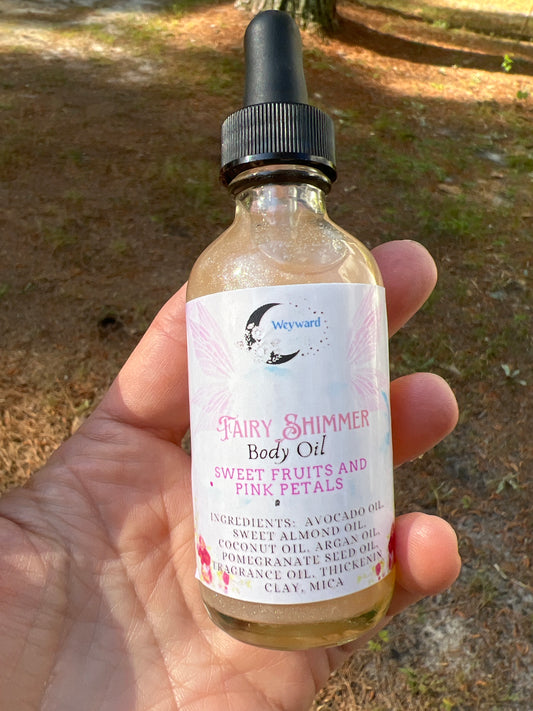 Weyward
FAIRY SHIMMER
Body Oil
SWEET FRUITS AND
PINK PETALS
INGREDIENTS: AVOCADO OIL,
SWEET ALMOND OIL,
COCONUT OIL, ARGAN OIL,
POMEGRANATE SEED OIL,
FRAGRANCE OIL, THICKENIN
CLAY, MICA